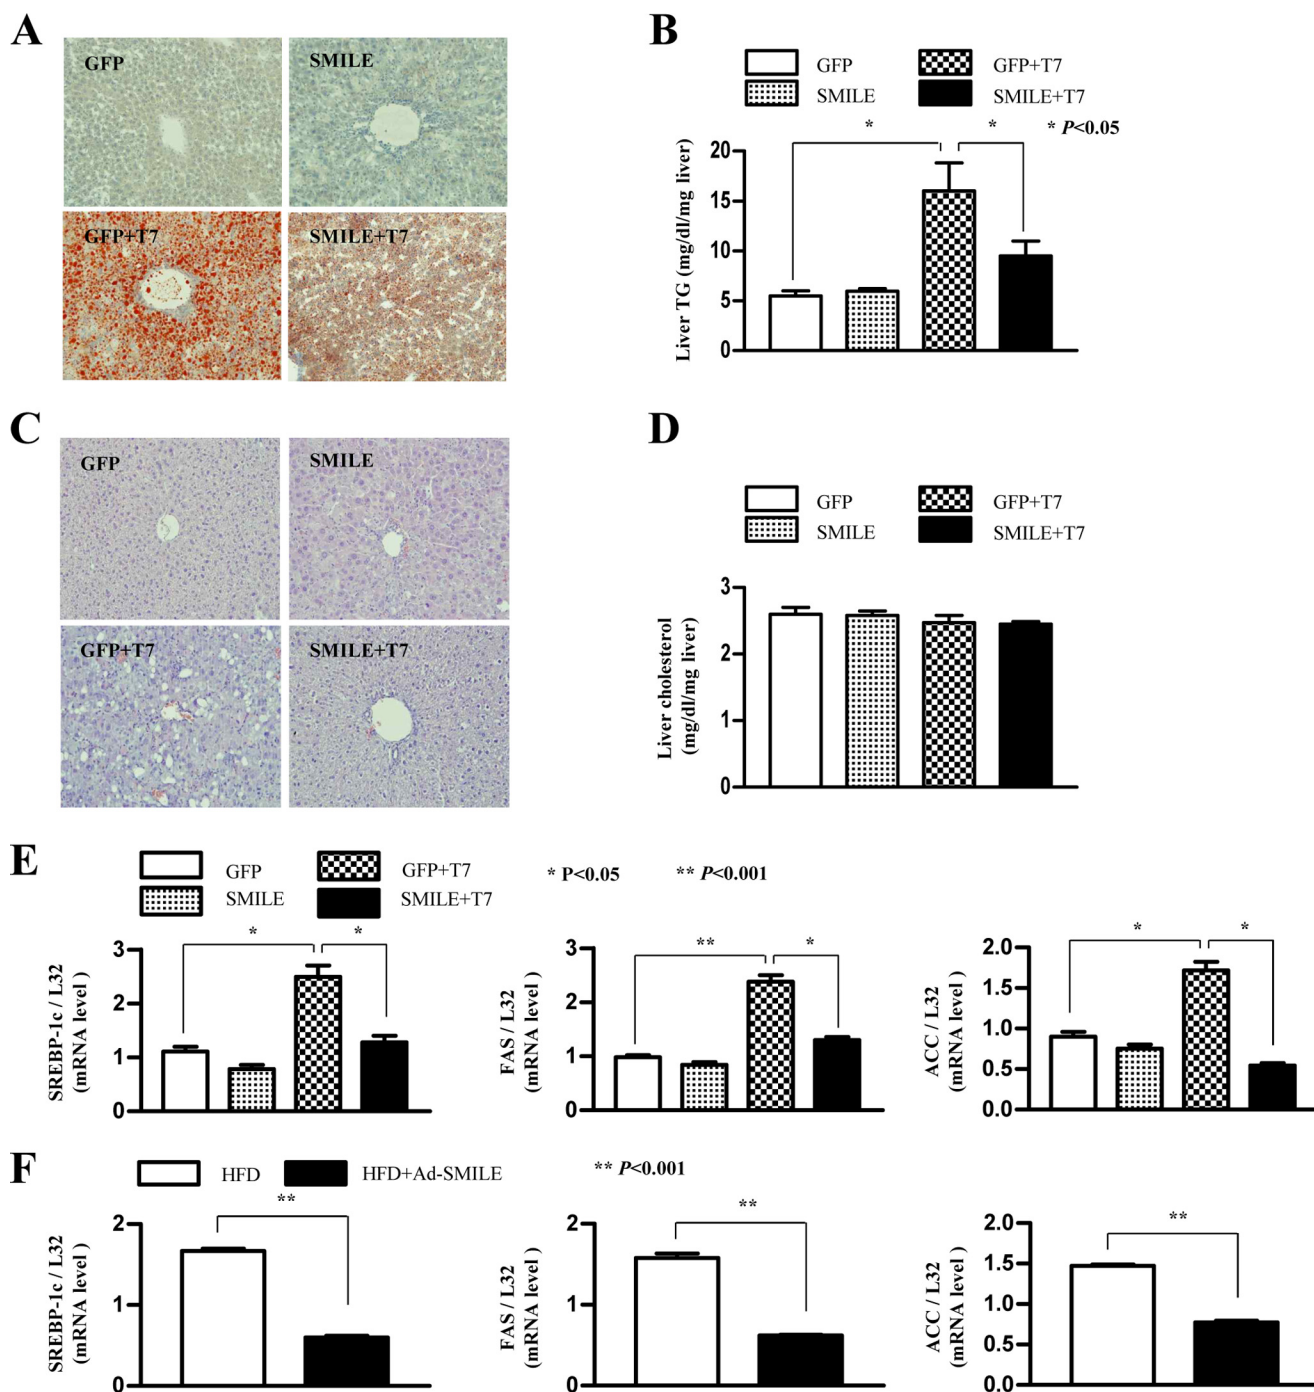 A
GFP
SMILE
GFP+T7
SMILE+T7
B
GFP
GFP+T7
SMILE
SMILE+T7
*
*
* P<0.05
Liver TG (mg/dl/mg liver)
20
15
10
5
0
C
GFP
SMILE
GFP+T7
SMILE+T7
D
GFP
GFP+T7
SMILE
SMILE+T7
Liver cholesterol
(mg/dl/mg liver)
3
2
1
0
E
GFP
GFP+T7
SMILE
SMILE+T7
* P<0.05
** P<0.001
SREBP-1c / L32
(mRNA level )
3
2
1
0
*
*
FAS / L32
(mRNA level )
3
2
1
0
**
*
ACC / L32
(mRNA level )
2.0
1.5
1.0
0.5
0.0
*
*
F
HFD
HFD+Ad-SMILE
** P<0.001
SREBP-1c / L32
(mRNA level )
2
1
0
**
FAS / L32
(mRNA level )
2
1
0
**
ACC / L32
(mRNA level )
2.0
1.5
1.0
0.5
0.0
**